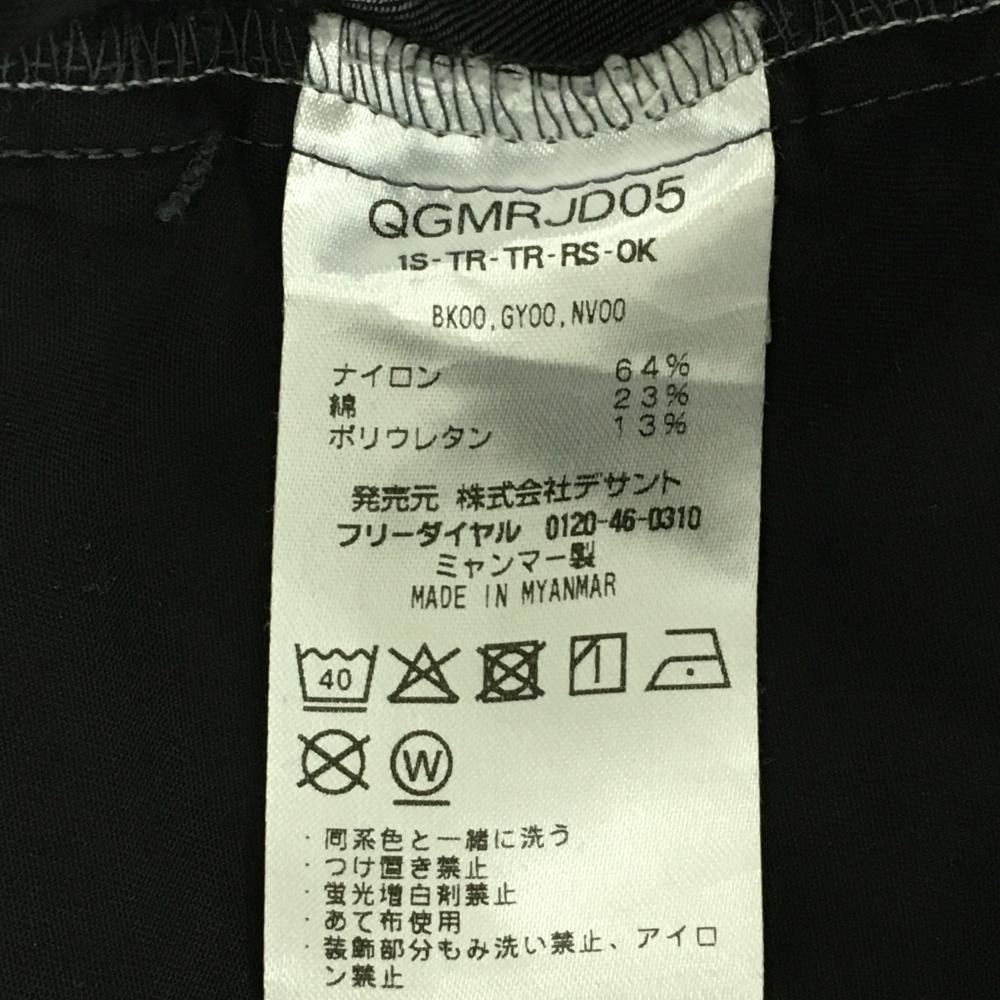 QGMRJD05
1S-TR-TR-RS-OK
BK00,GY00,NV00
ナイロン 64%
綿 23%
ポリウレタン 13%
発売元 株式会社デサント
フリーダイヤル 0120-46-0310
ミャンマー製
MADE IN MYANMAR
40
W
・同系色と一緒に洗う
・つけ置き禁止
・蛍光増白剤禁止
・あて布使用
・装飾部分もみ洗い禁止、アイロ
ン禁止